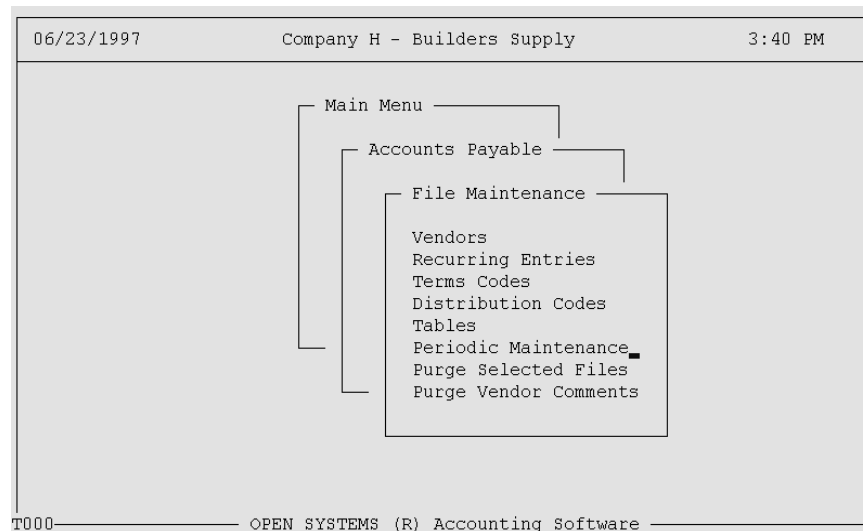 06/23/1997 Company H - Builders Supply 3:40 PM
Main Menu
Accounts Payable
File Maintenance
Vendors
Recurring Entries
Terms Codes
Distribution Codes
Tables
Periodic Maintenance
Purge Selected Files
Purge Vendor Comments
T000 OPEN SYSTEMS (R) Accounting Software